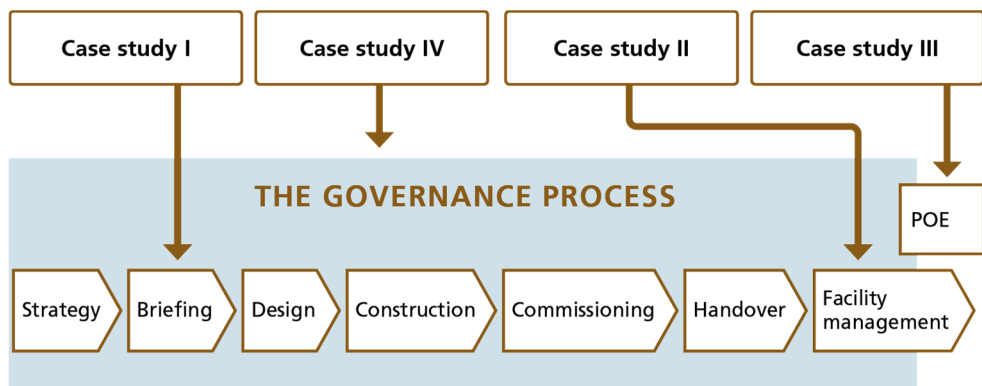 Case study I
Case study IV
Case study II
Case study III
THE GOVERNANCE PROCESS
POE
Strategy
Briefing
Design
Construction
Commissioning
Handover
Facility
management